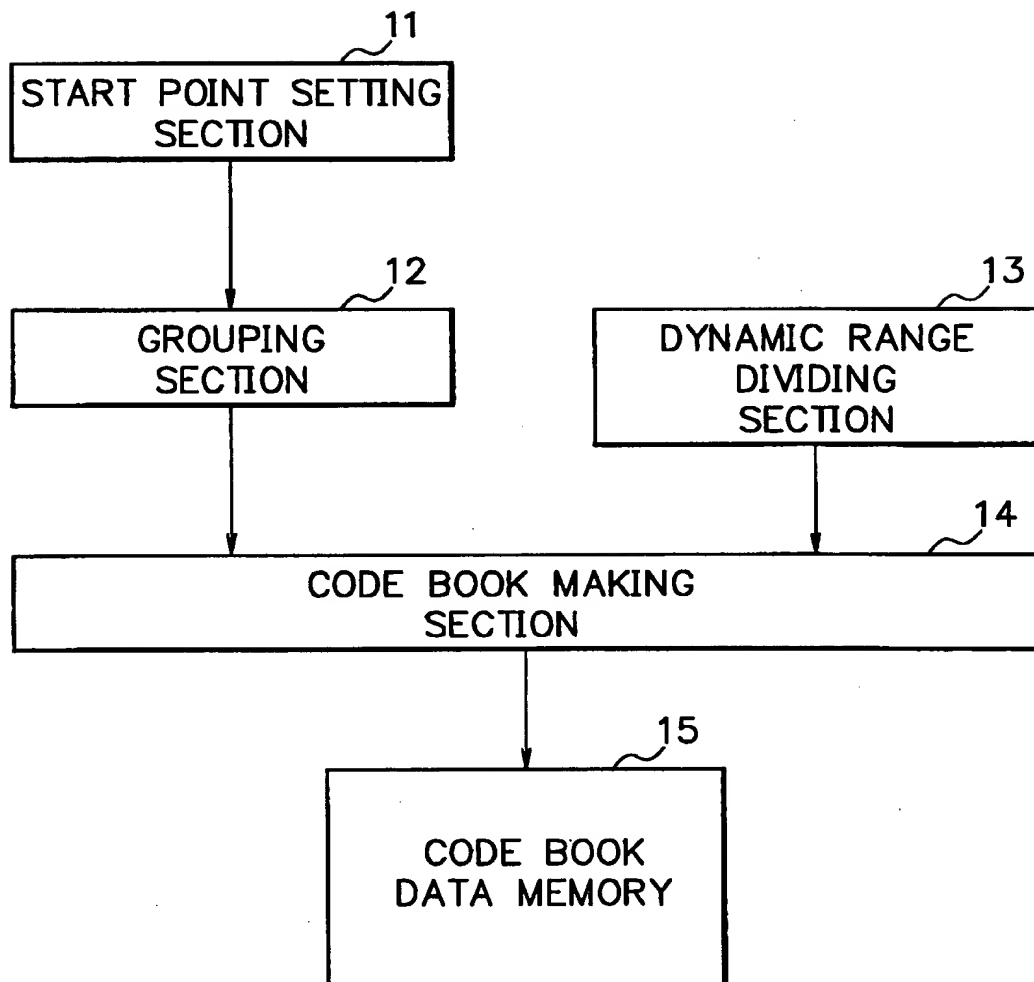 11
START POINT SETTING
SECTION
12
GROUPING
SECTION
13
DYNAMIC RANGE
DIVIDING
SECTION
14
CODE BOOK MAKING
SECTION
15
CODE BOOK
DATA MEMORY